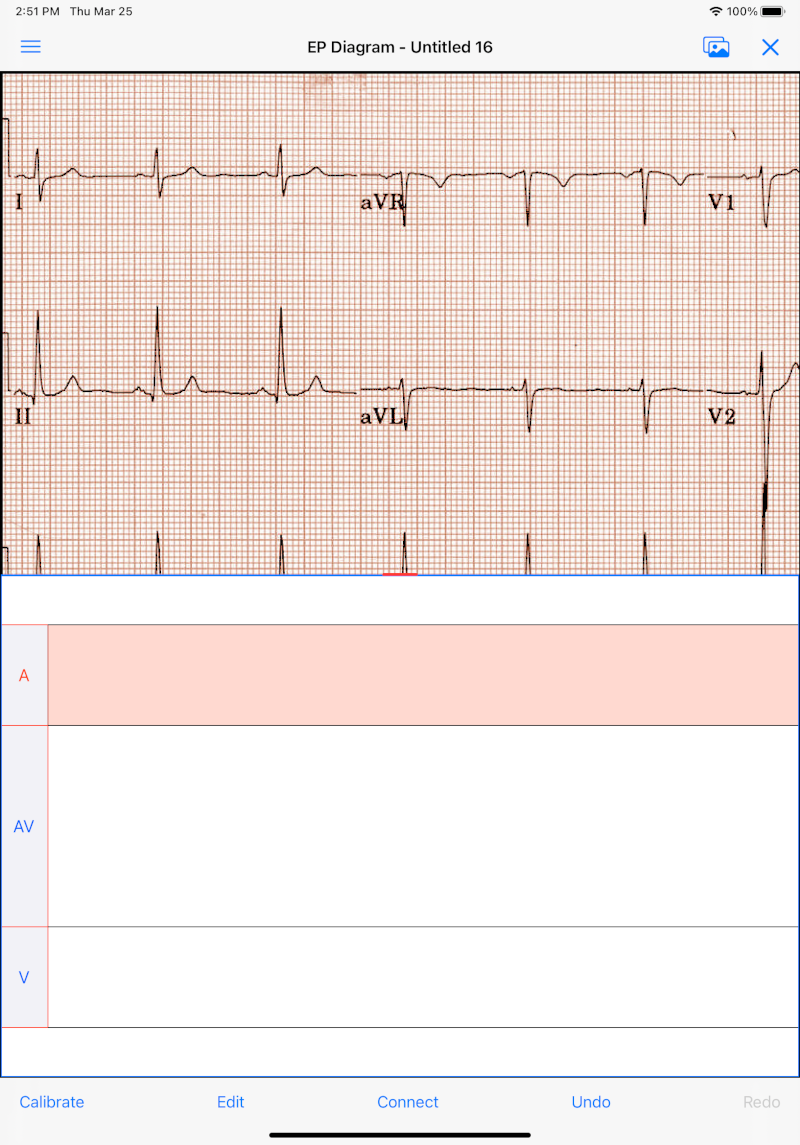 2:51 PM Thu Mar 25
100%
EP Diagram - Untitled 16
I
aVR
V1
II
aVL
V2
A
AV
V
Calibrate Edit Connect Undo Redo